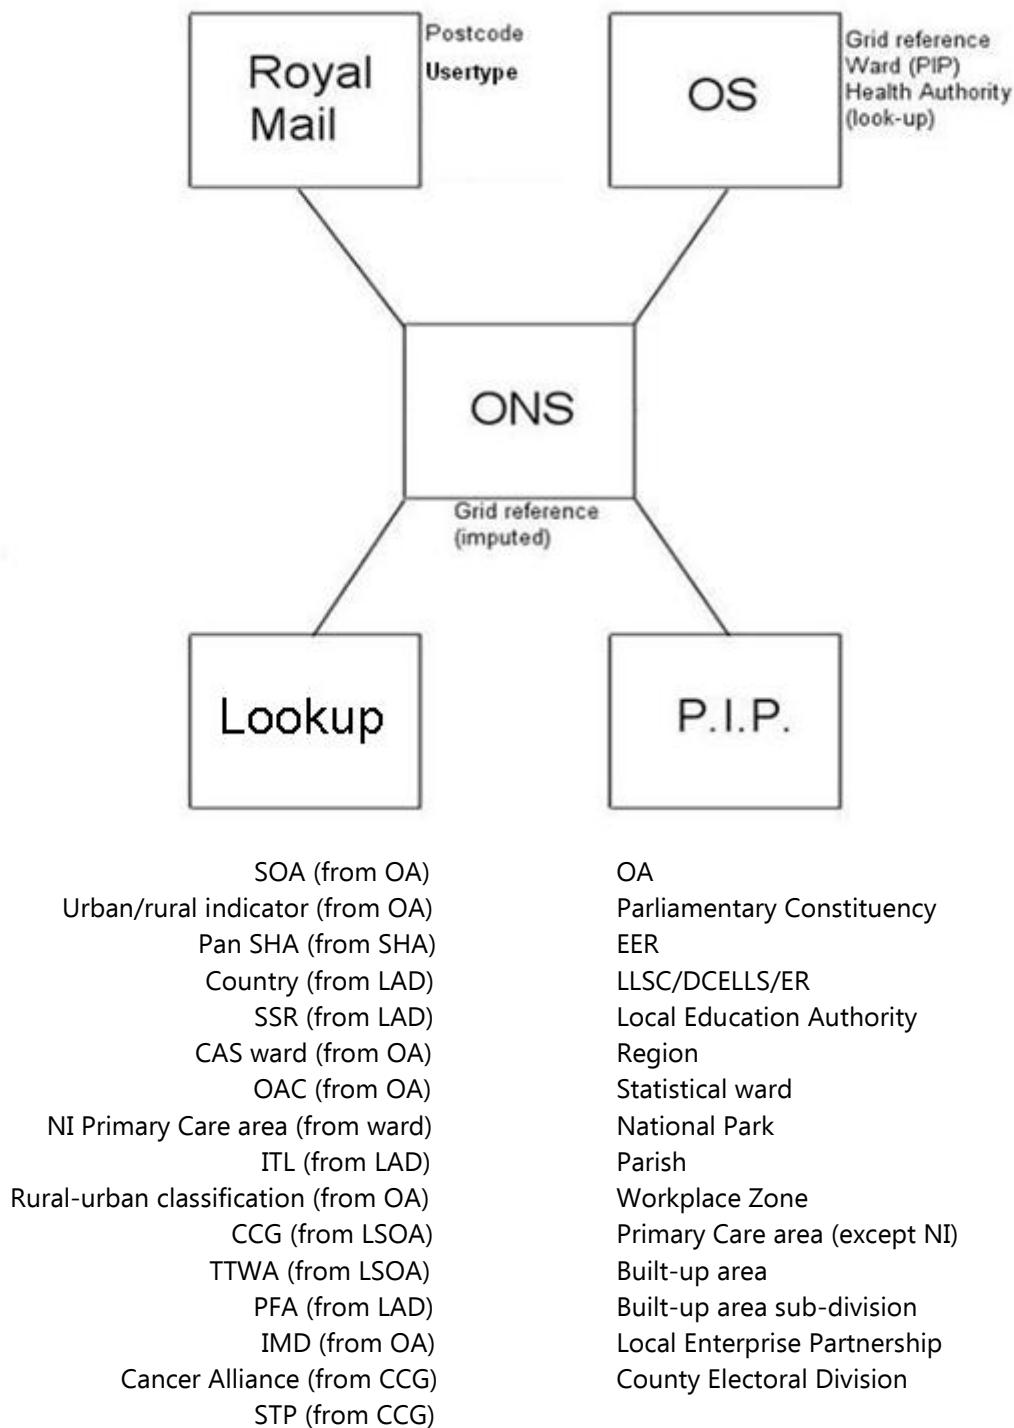 Royal
Mail
Postcode
Usertype
OS
Grid reference
Ward (PIP)
Health Authority
(look-up)
ONS
Grid reference
(imputed)
Lookup
P.I.P.
SOA (from OA)
Urban/rural indicator (from OA)
Pan SHA (from SHA)
Country (from LAD)
SSR (from LAD)
CAS ward (from OA)
OAC (from OA)
NI Primary Care area (from ward)
ITL (from LAD)
Rural-urban classification (from OA)
CCG (from LSOA)
TTWA (from LSOA)
PFA (from LAD)
IMD (from OA)
Cancer Alliance (from CCG)
STP (from CCG)
OA
Parliamentary Constituency
EER
LLSC/DCELLS/ER
Local Education Authority
Region
Statistical ward
National Park
Parish
Workplace Zone
Primary Care area (except NI)
Built-up area
Built-up area sub-division
Local Enterprise Partnership
County Electoral Division